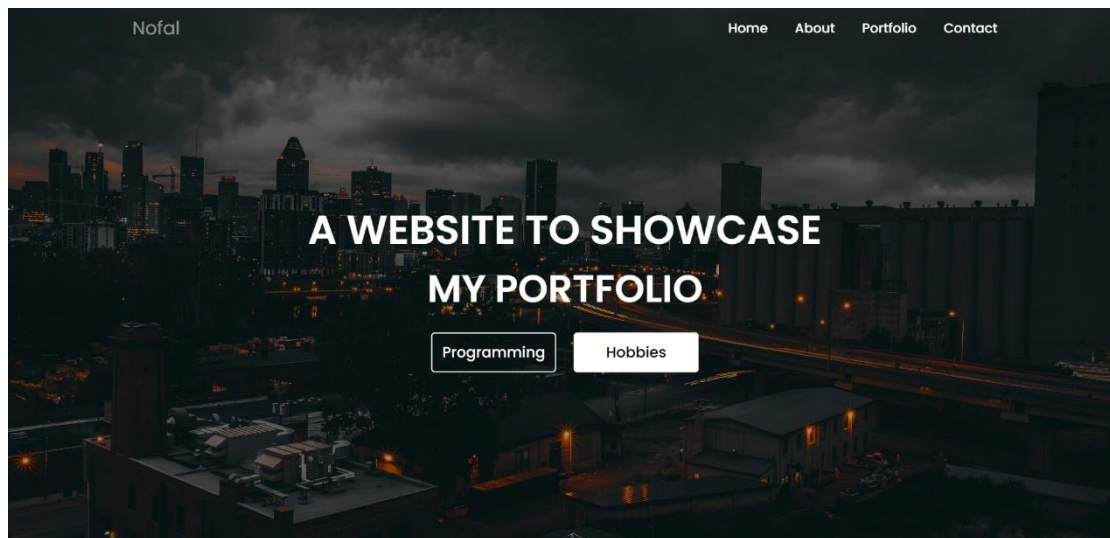 Nofal
Home About Portfolio Contact
A WEBSITE TO SHOWCASE
MY PORTFOLIO
Programming Hobbies